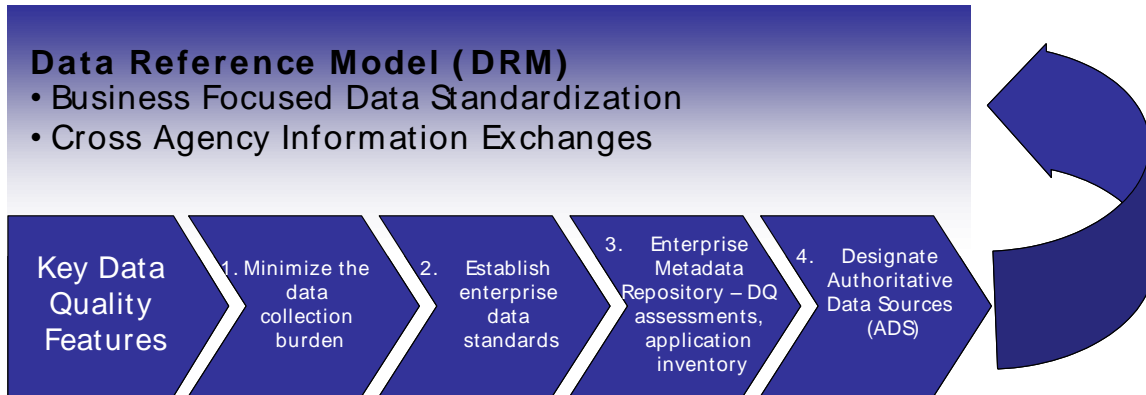 Data Reference Model (DRM)
• Business Focused Data Standardization
• Cross Agency Information Exchanges
Key Data
Quality
Features
1. Minimize the
data
collection
burden
2. Establish
enterprise
data
standards
3. Enterprise
Metadata
Repository – DQ
assessments,
application
inventory
4. Designate
Authoritative
Data Sources
(ADS)